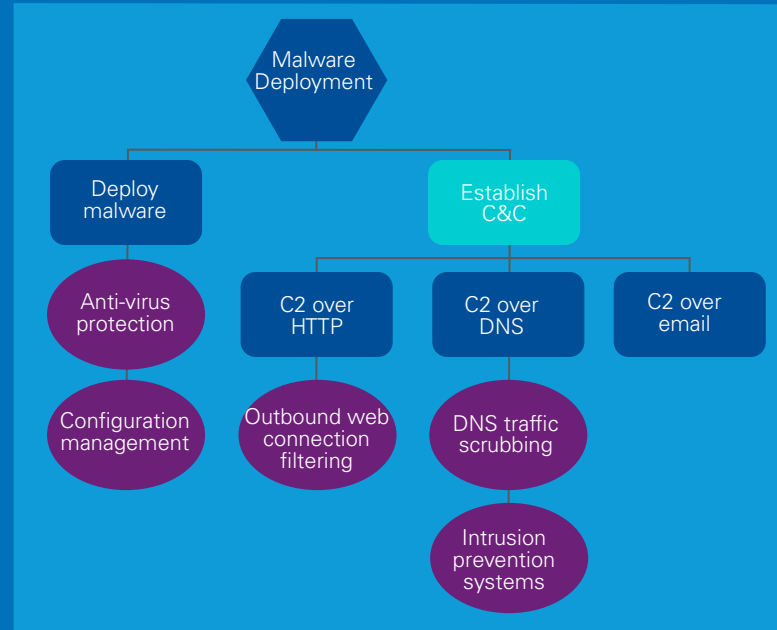 Malware
Deployment
Deploy
malware
Establish
C&C
Anti-virus
protection
C2 over
HTTP
C2 over
DNS
C2 over
email
Configuration
management
Outbound web
connection
filtering
DNS traffic
scrubbing
Intrusion
prevention
systems